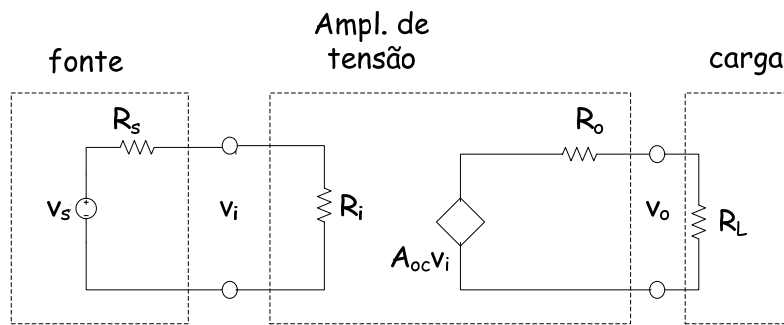 Ampl. de
tensão
fonte
carga
Rs
vs
vi
Ri
Aocvi
Ro
vo
RL